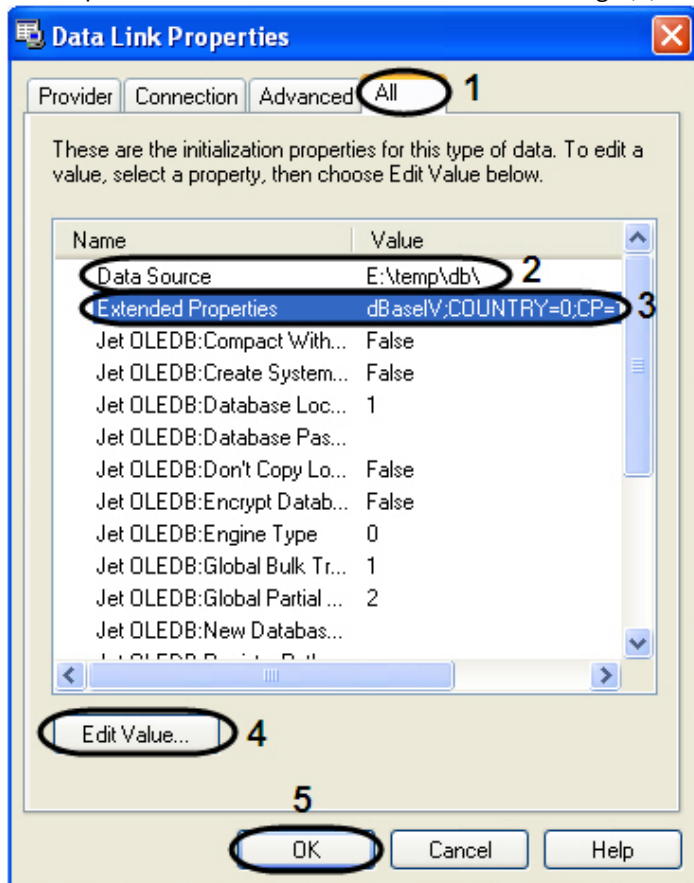 Data Link Properties
Provider Connection Advanced All 1
These are the initialization properties for this type of data. To edit a
value, select a property, then choose Edit Value below.
Name Value
Data Source E:\temp\db\ 2
Extended Properties dBaseIV;COUNTRY=0;CP= 3
Jet OLEDB:Compact With... False
Jet OLEDB:Create System... False
Jet OLEDB:Database Loc... 1
Jet OLEDB:Database Pas...
Jet OLEDB:Don't Copy Lo... False
Jet OLEDB:Encrypt Datab... False
Jet OLEDB:Engine Type 0
Jet OLEDB:Global Bulk Tr... 1
Jet OLEDB:Global Partial ... 2
Jet OLEDB:New Databas...
Edit Value... 4
5
OK Cancel Help